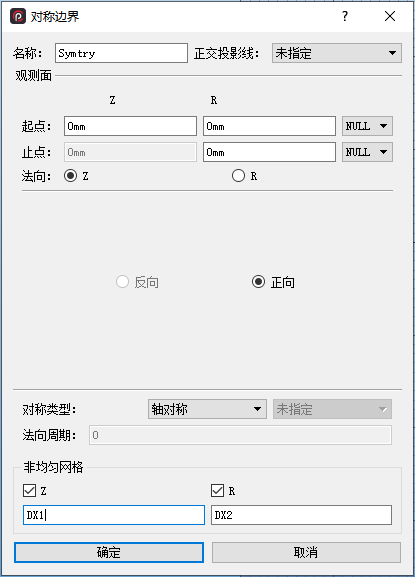 对称边界
名称: Symtry 正交投影线: 未指定
观测面
Z R
起点: 0mm 0mm NULL
止点: 0mm 0mm NULL
法向: Z R
反向 正向
对称类型: 轴对称 未指定
法向周期: 0
非均匀网格
Z R
DX1 DX2
确定 取消